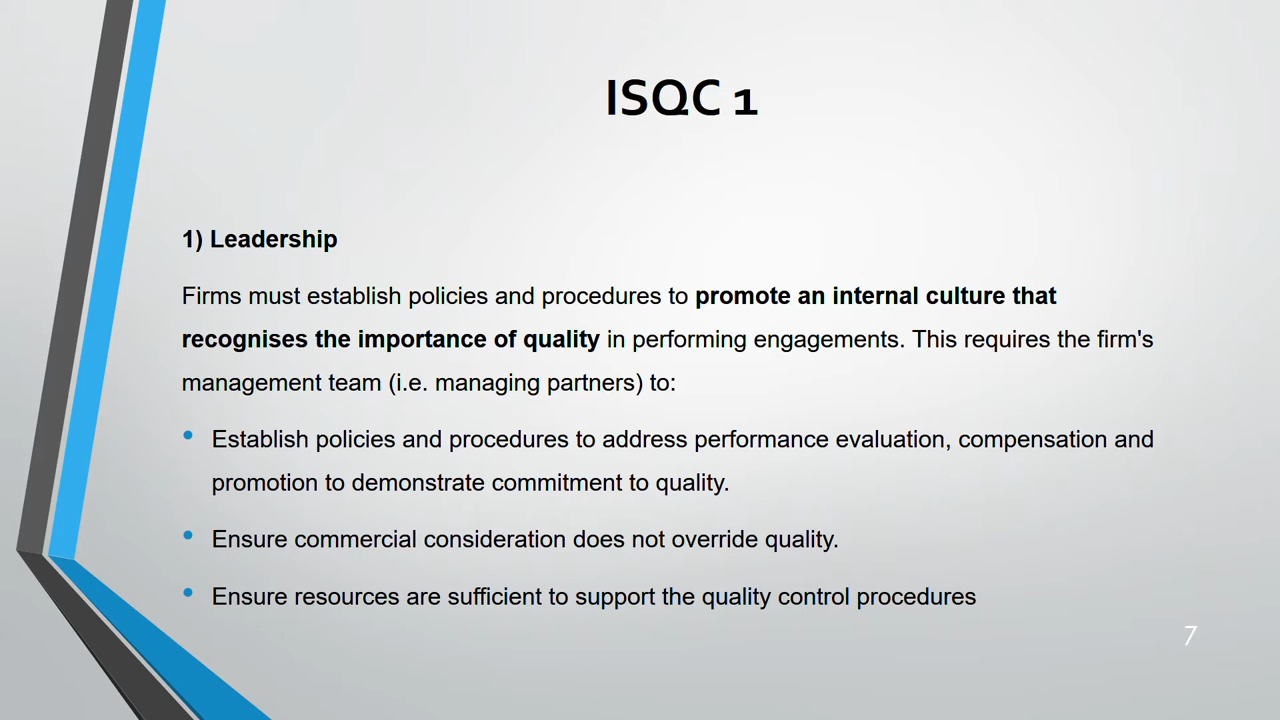 ISQC 1
1) Leadership
Firms must establish policies and procedures to promote an internal culture that
recognises the importance of quality in performing engagements. This requires the firm's
management team (i.e. managing partners) to:
• Establish policies and procedures to address performance evaluation, compensation and
promotion to demonstrate commitment to quality.
• Ensure commercial consideration does not override quality.
• Ensure resources are sufficient to support the quality control procedures
7